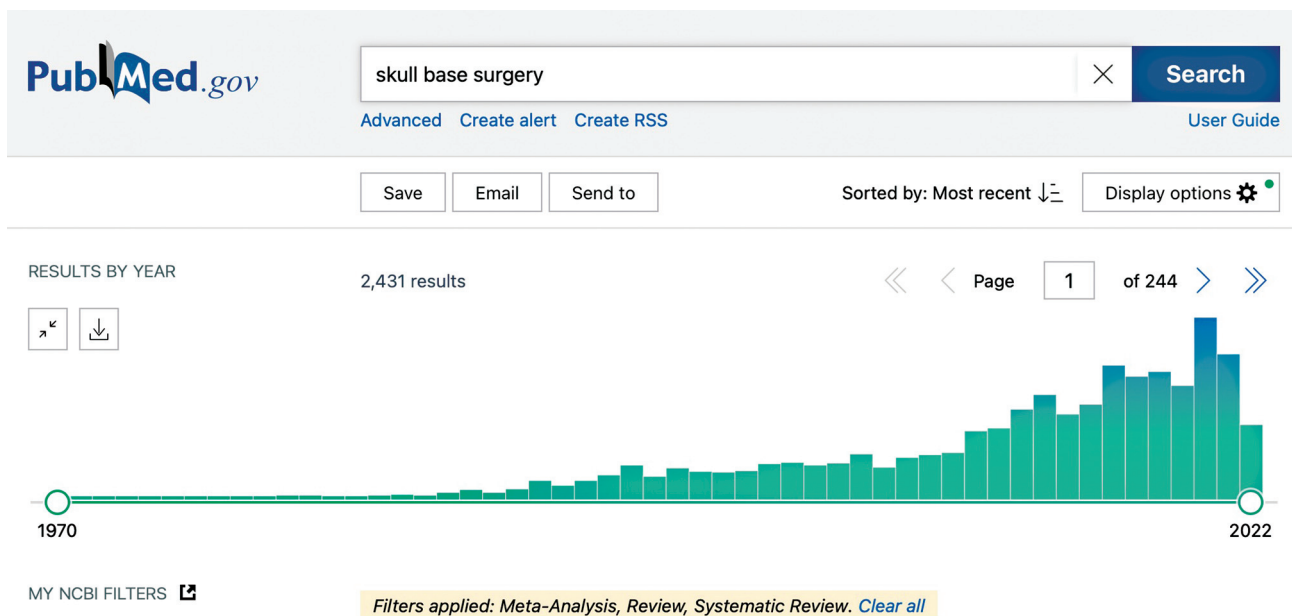 PubMed.gov
skull base surgery
Search
Advanced Create alert Create RSS
User Guide
Save Email Send to
Sorted by: Most recent
Display options
RESULTS BY YEAR
2,431 results
Page 1 of 244
1970
2022
MY NCBI FILTERS
Filters applied: Meta-Analysis, Review, Systematic Review. Clear all